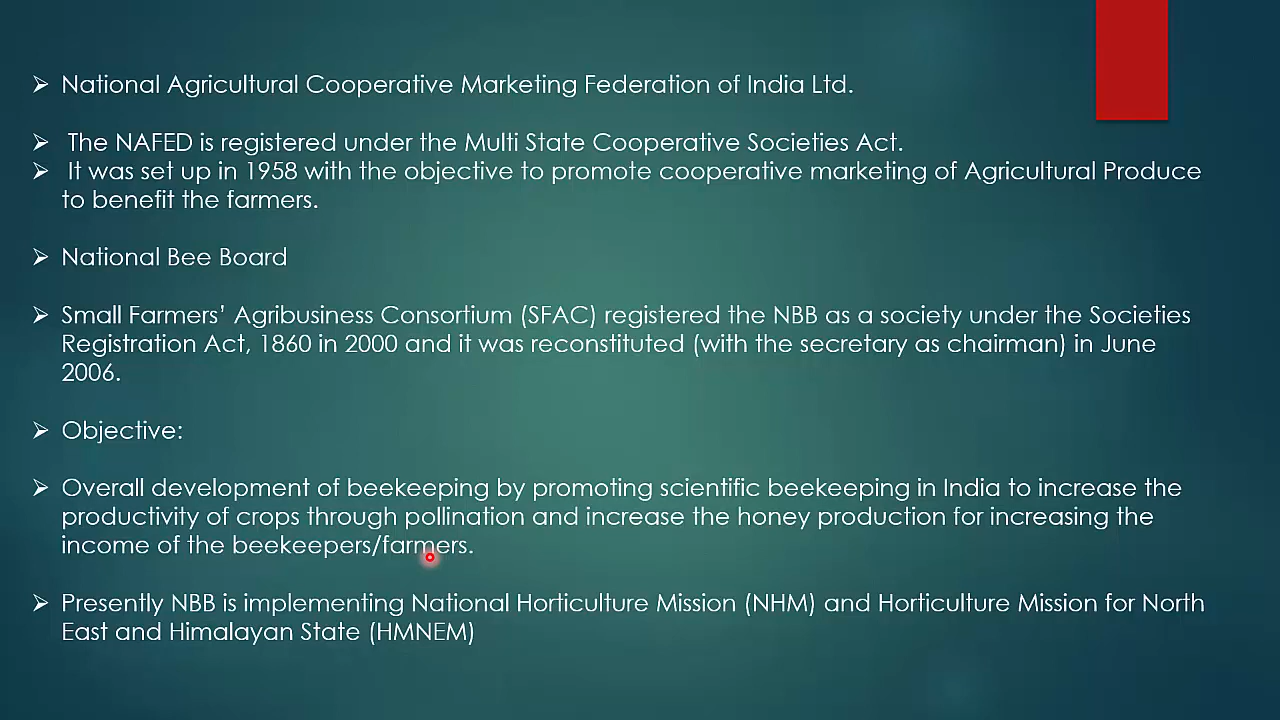 National Agricultural Cooperative Marketing Federation of India Ltd.
The NAFED is registered under the Multi State Cooperative Societies Act.
It was set up in 1958 with the objective to promote cooperative marketing of Agricultural Produce
to benefit the farmers.
National Bee Board
Small Farmers’ Agribusiness Consortium (SFAC) registered the NBB as a society under the Societies
Registration Act, 1860 in 2000 and it was reconstituted (with the secretary as chairman) in June
2006.
Objective:
Overall development of beekeeping by promoting scientific beekeeping in India to increase the
productivity of crops through pollination and increase the honey production for increasing the
income of the beekeepers/farmers.
Presently NBB is implementing National Horticulture Mission (NHM) and Horticulture Mission for North
East and Himalayan State (HMNEM)